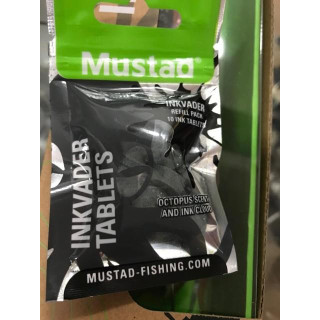 Mustad
INKVADER
REFILL PACK
10 INK TABLETS
INKVADER
TABLETS
OCTOPUS SCENT
AND INK CLOUD
MUSTAD-FISHING.COM